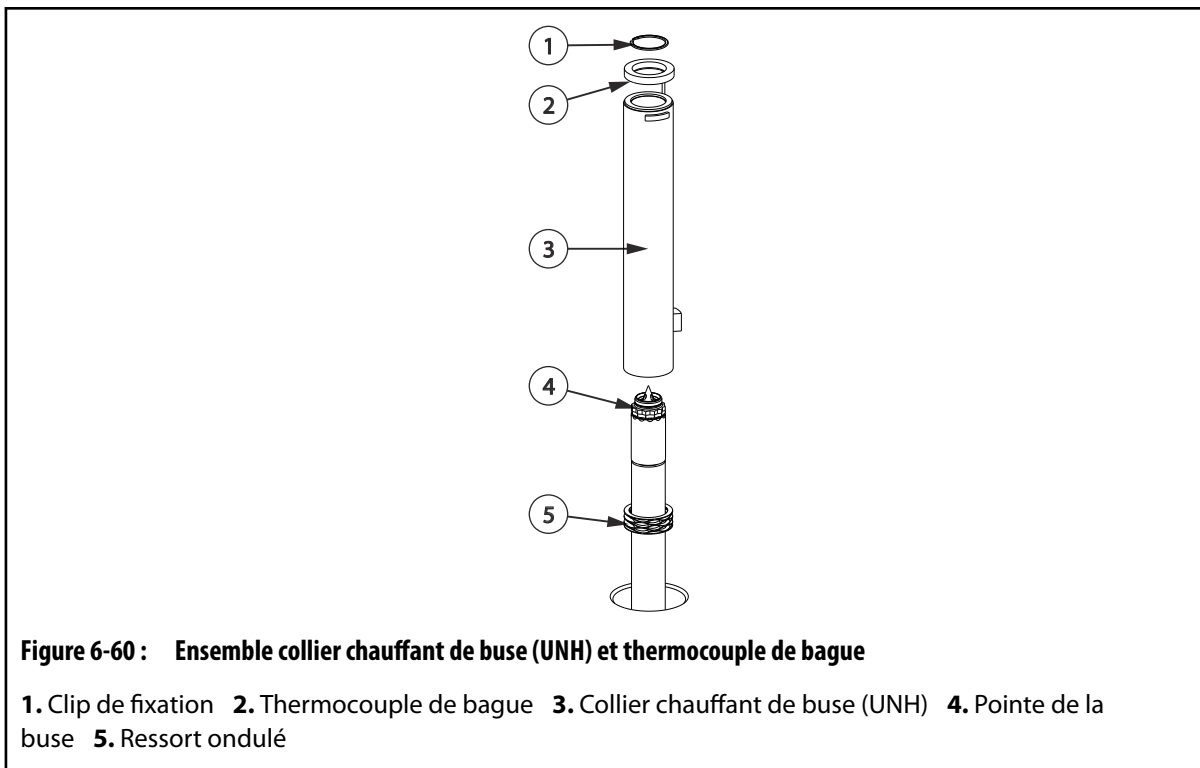 1
2
3
4
5
Figure 6-60 : Ensemble collier chauffant de buse (UNH) et thermocouple de bague
1. Clip de fixation 2. Thermocouple de bague 3. Collier chauffant de buse (UNH) 4. Pointe de la
buse 5. Ressort ondulé